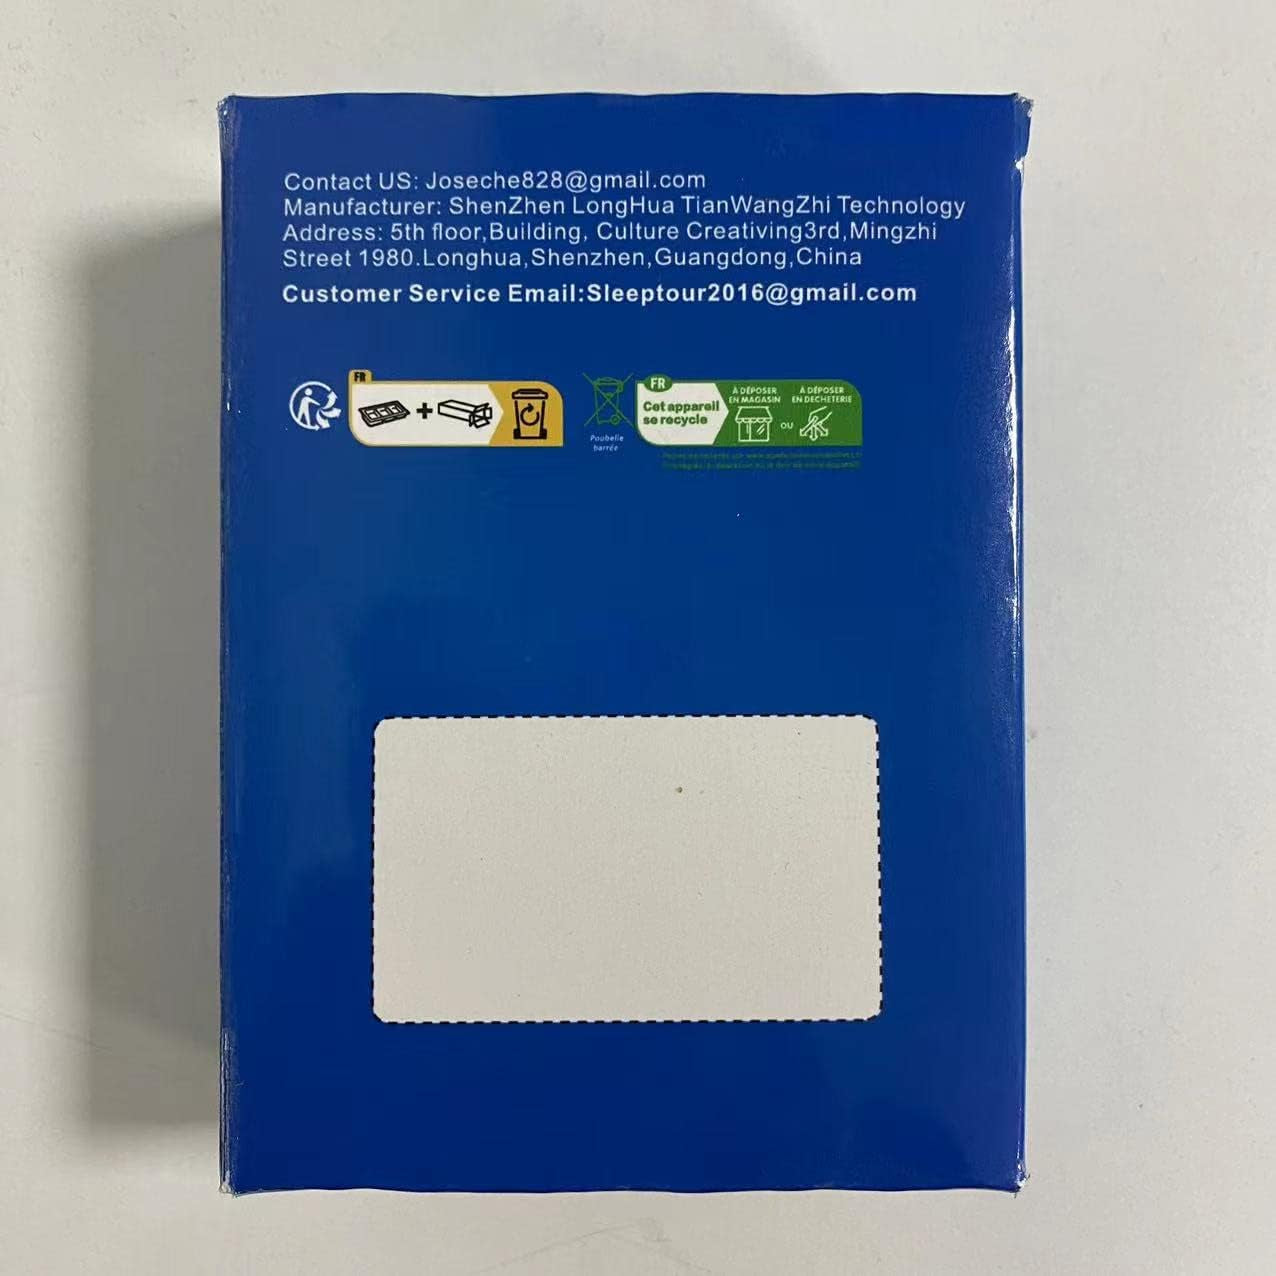 Contact US: Joseche828@gmail.com
Manufacturer: ShenZhen LongHua TianWangZhi Technology
Address: 5th floor,Building, Culture Creativing3rd,Mingzhi
Street 1980.Longhua,Shenzhen,Guangdong,China
Customer Service Email:Sleeptour2016@gmail.com
FR
+
Poubelle
barrée
FR
Cet appareil
se recycle
À DÉPOSER
EN MAGASIN
OU
À DÉPOSER
EN DÉCHÈTERIE